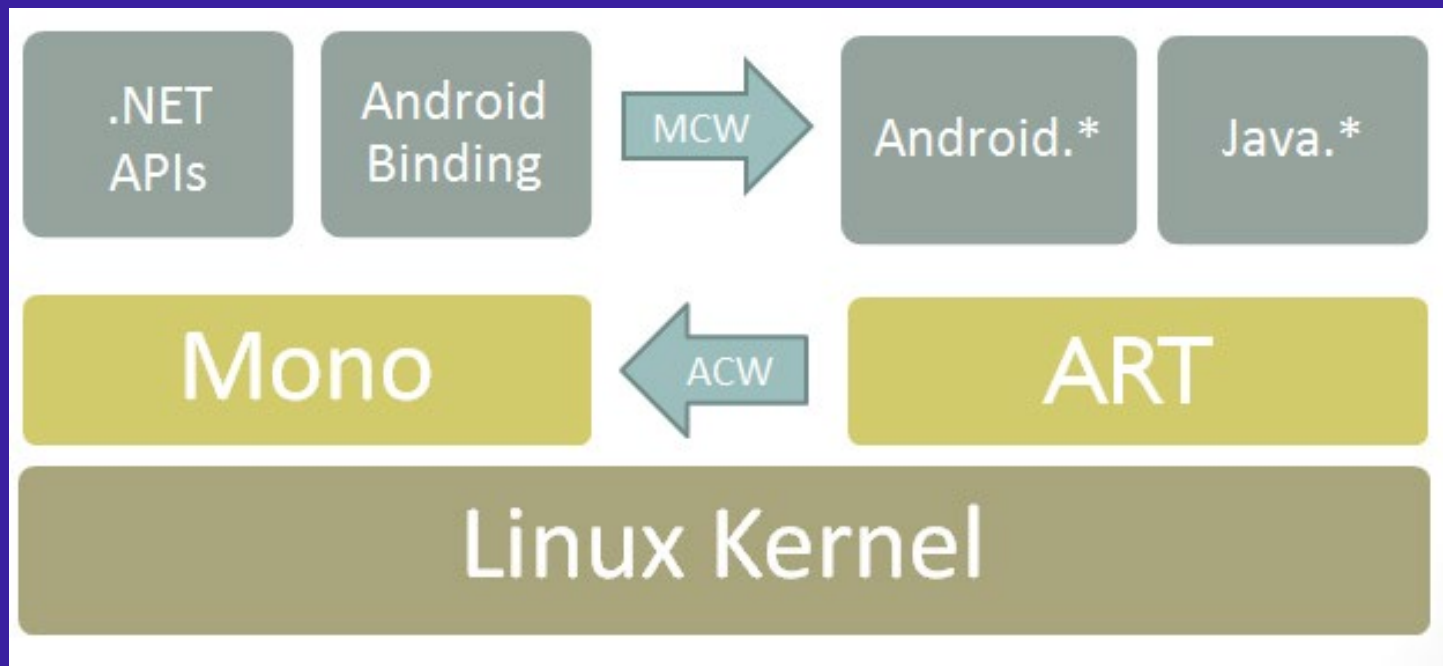 .NET
APIs
Android
Binding
MCW
Android.*
Java.*
Mono
ACW
ART
Linux Kernel